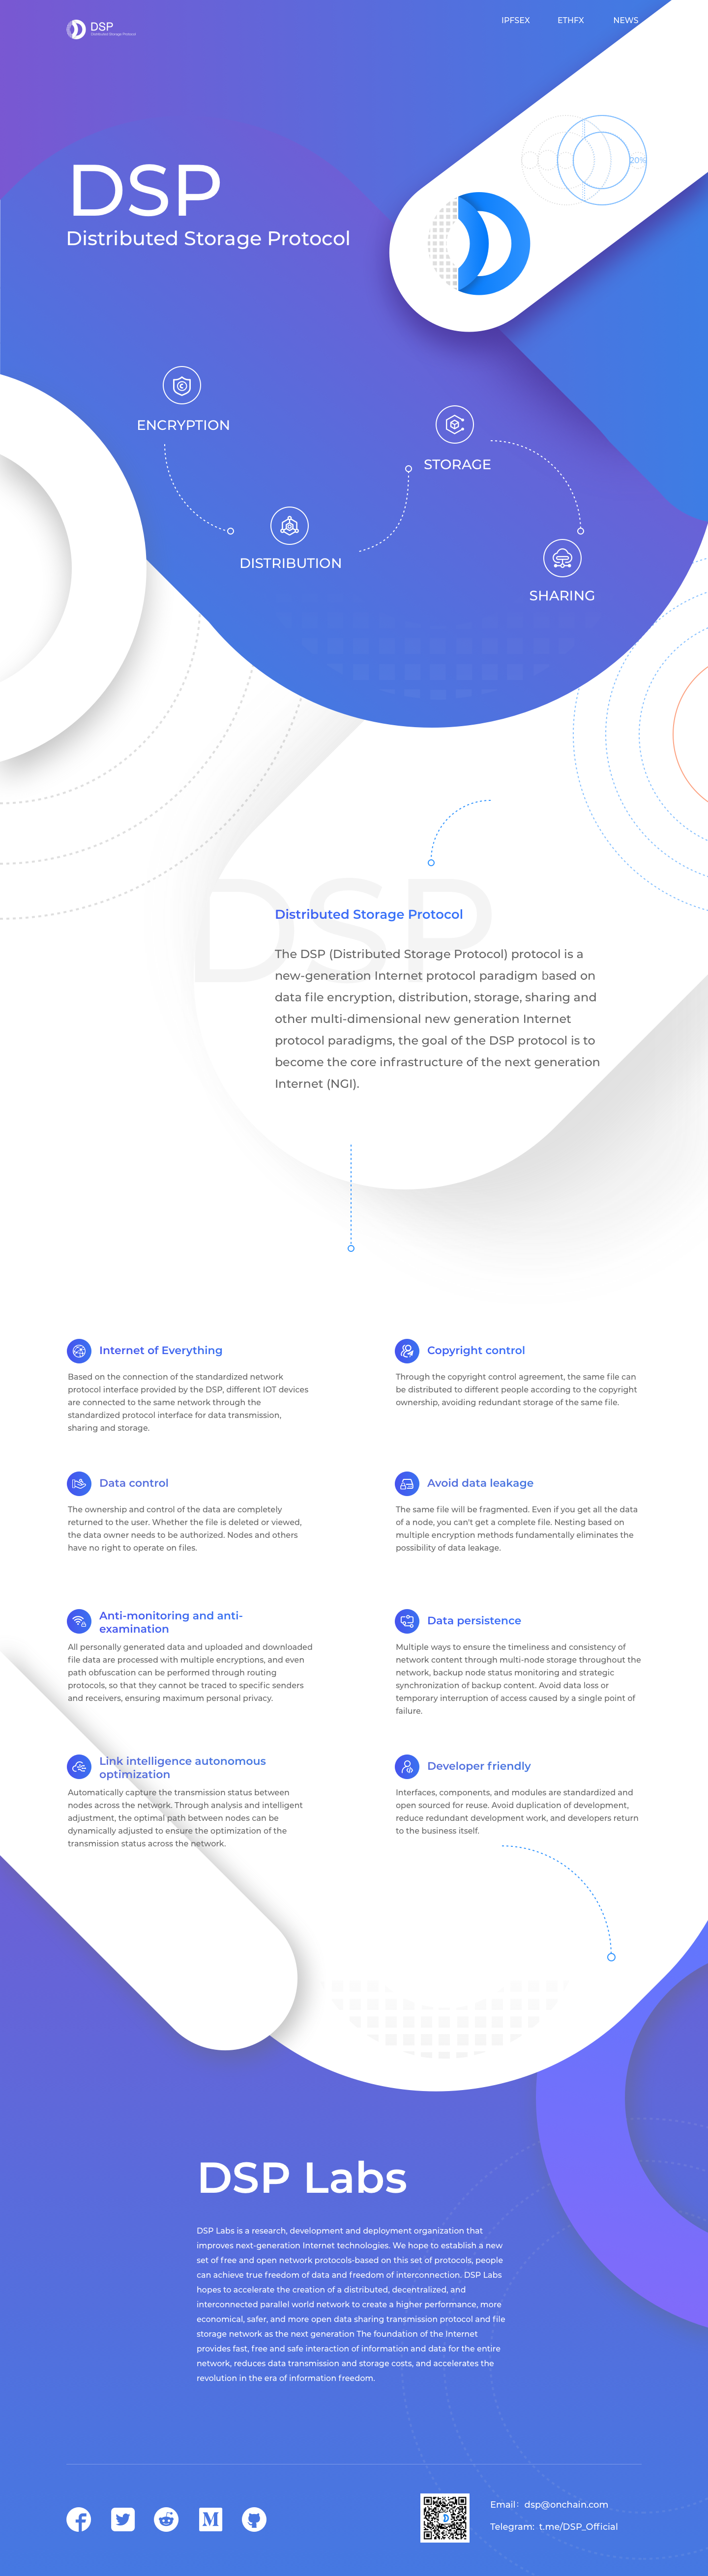 DSP
Distributed Storage Protocol
IPFSEX
ETHFX
NEWS
20%
DSP
Distributed Storage Protocol
ENCRYPTION
STORAGE
DISTRIBUTION
SHARING
DSP
Distributed Storage Protocol
The DSP (Distributed Storage Protocol) protocol is a
new-generation Internet protocol paradigm based on
data file encryption, distribution, storage, sharing and
other multi-dimensional new generation Internet
protocol paradigms, the goal of the DSP protocol is to
become the core infrastructure of the next generation
Internet (NGI).
Internet of Everything
Based on the connection of the standardized network
protocol interface provided by the DSP, different IOT devices
are connected to the same network through the
standardized protocol interface for data transmission,
sharing and storage.
Copyright control
Through the copyright control agreement, the same file can
be distributed to different people according to the copyright
ownership, avoiding redundant storage of the same file.
Data control
The ownership and control of the data are completely
returned to the user. Whether the file is deleted or viewed,
the data owner needs to be authorized. Nodes and others
have no right to operate on files.
Avoid data leakage
The same file will be fragmented. Even if you get all the data
of a node, you can't get a complete file. Nesting based on
multiple encryption methods fundamentally eliminates the
possibility of data leakage.
Anti-monitoring and anti-
examination
All personally generated data and uploaded and downloaded
file data are processed with multiple encryptions, and even
path obfuscation can be performed through routing
protocols, so that they cannot be traced to specific senders
and receivers, ensuring maximum personal privacy.
Data persistence
Multiple ways to ensure the timeliness and consistency of
network content through multi-node storage throughout the
network, backup node status monitoring and strategic
synchronization of backup content. Avoid data loss or
temporary interruption of access caused by a single point of
failure.
Link intelligence autonomous
optimization
Automatically capture the transmission status between
nodes across the network. Through analysis and intelligent
adjustment, the optimal path between nodes can be
dynamically adjusted to ensure the optimization of the
transmission status across the network.
Developer friendly
Interfaces, components, and modules are standardized and
open sourced for reuse. Avoid duplication of development,
reduce redundant development work, and developers return
to the business itself.
DSP Labs
DSP Labs is a research, development and deployment organization that
improves next-generation Internet technologies. We hope to establish a new
set of free and open network protocols-based on this set of protocols, people
can achieve true freedom of data and freedom of interconnection. DSP Labs
hopes to accelerate the creation of a distributed, decentralized, and
interconnected parallel world network to create a higher performance, more
economical, safer, and more open data sharing transmission protocol and file
storage network as the next generation The foundation of the Internet
provides fast, free and safe interaction of information and data for the entire
network, reduces data transmission and storage costs, and accelerates the
revolution in the era of information freedom.
Email: dsp@onchain.com
Telegram: t.me/DSP_Official